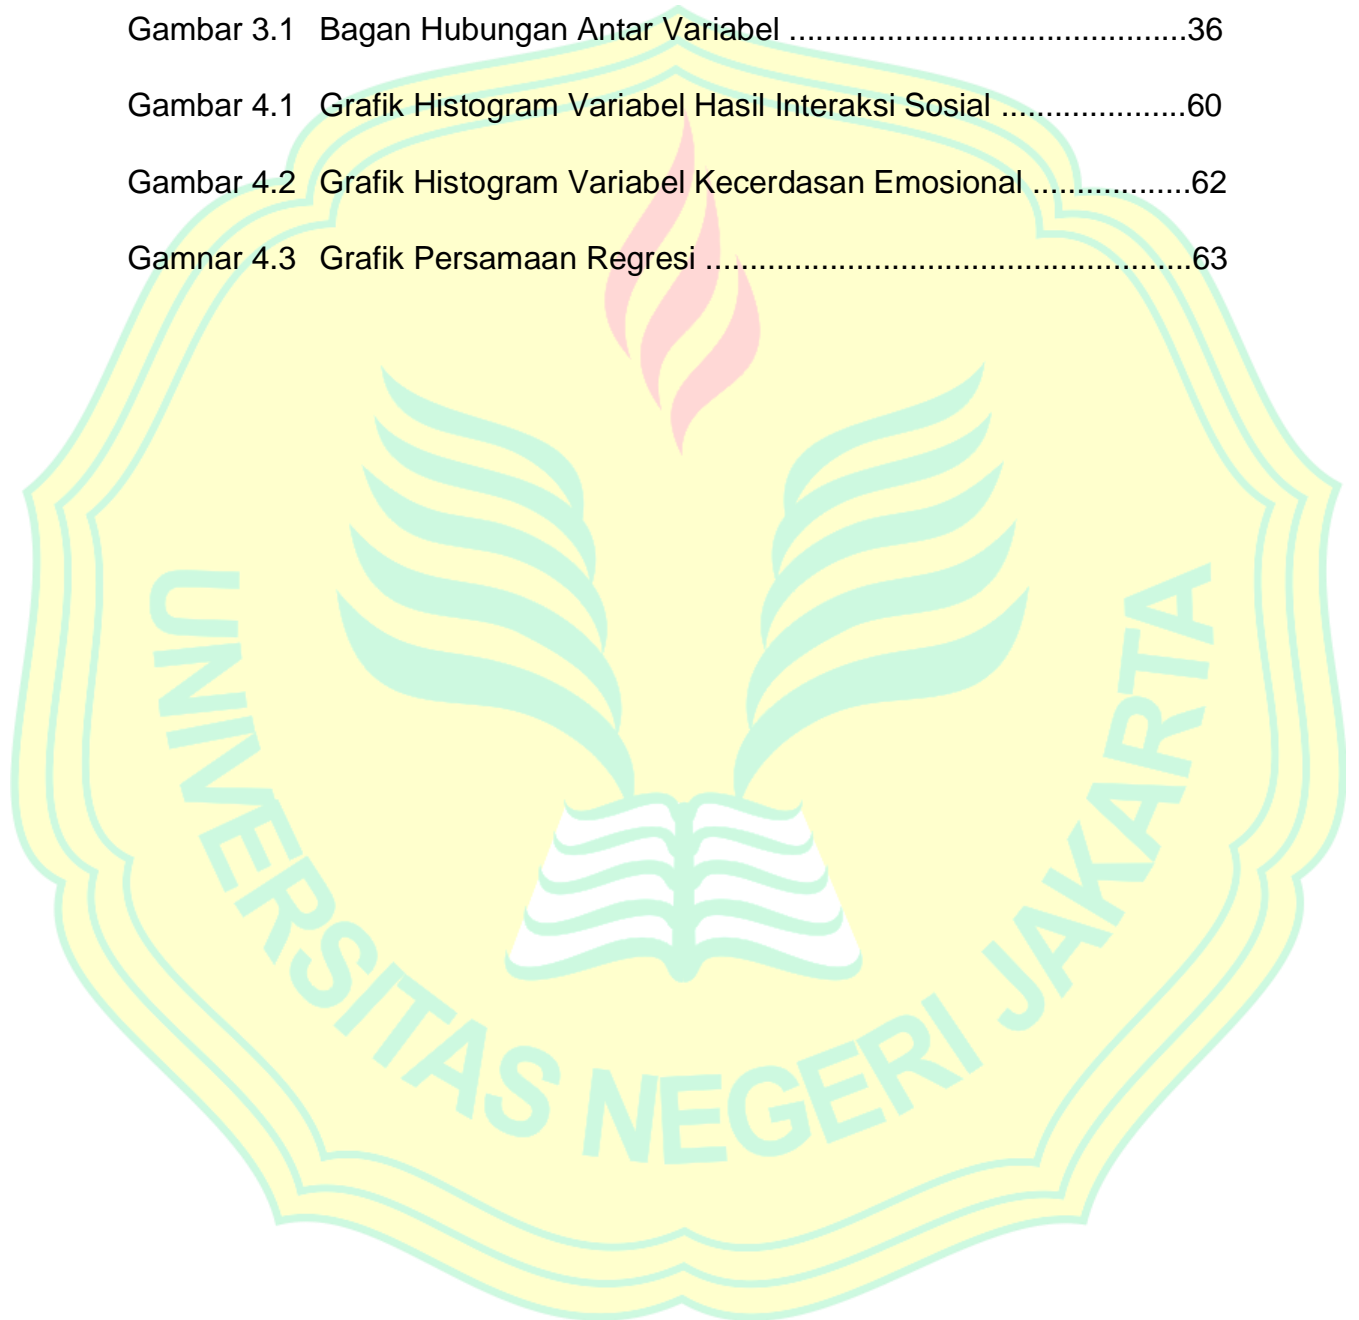 Gambar 3.1 Bagan Hubungan Antar Variabel .............................................36
Gambar 4.1 Grafik Histogram Variabel Hasil Interaksi Sosial .....................60
Gambar 4.2 Grafik Histogram Variabel Kecerdasan Emosional ..................62
Gamnar 4.3 Grafik Persamaan Regresi .......................................................63
UNIVERSITAS NEGERI JAKARTA